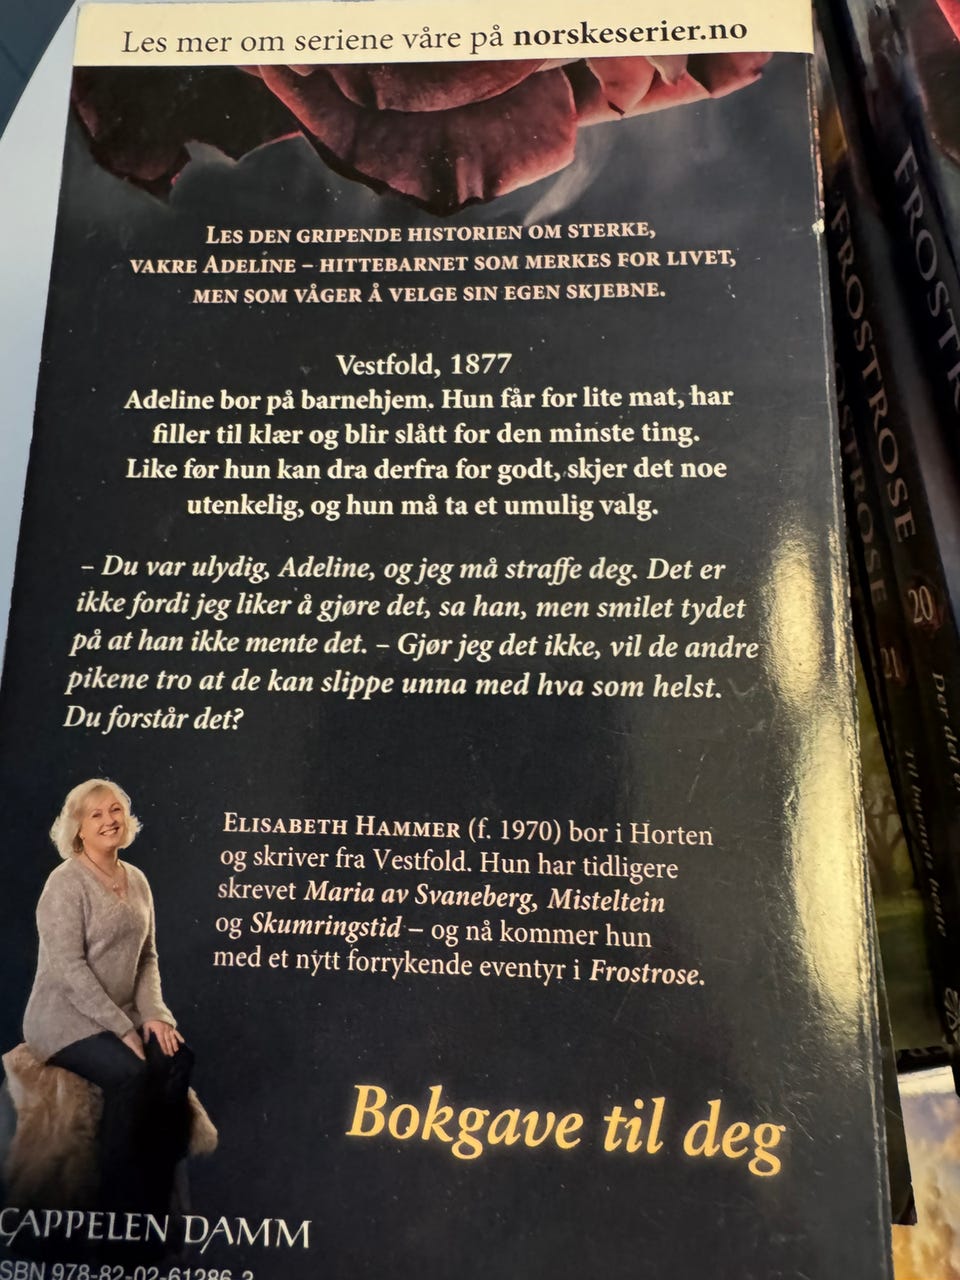 Les mer om seriene våre på norskeserier.no
LES DEN GRIPENDE HISTORIEN OM STERKE,
VAKRE ADELINE – HITTEBARNET SOM MERKES FOR LIVET,
MEN SOM VÅGER Å VELGE SIN EGEN SKJEBNE.
Vestfold, 1877
Adeline bor på barnehjem. Hun får for lite mat, har
filler til klær og blir slått for den minste ting.
Like før hun kan dra derfra for godt, skjer det noe
utenkelig, og hun må ta et umulig valg.
– Du var ulydig, Adeline, og jeg må straffe deg. Det er
ikke fordi jeg liker å gjøre det, sa han, men smilet tydet
på at han ikke mente det. – Gjør jeg det ikke, vil de andre
pikene tro at de kan slippe unna med hva som helst.
Du forstår det?
ELISABETH HAMMER (f. 1970) bor i Horten
og skriver fra Vestfold. Hun har tidligere
skrevet Maria av Svaneberg, Misteltein
og Skumringstid – og nå kommer hun
med et nytt forrykende eventyr i Frostrose.
Bokgave til deg
CAPPELEN DAMM
ISBN 978-82-02-61286-2
FROSTROSE 21
FROSTROSE 20